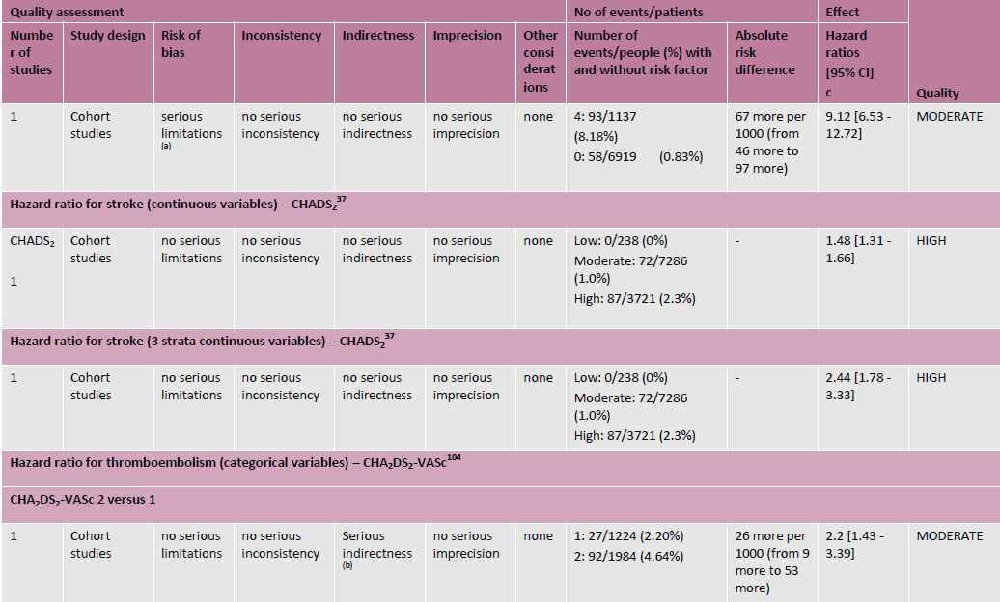 Quality assessment
No of events/patients
Effect
Quality
Numbe
r of
studies
Study design
Risk of
bias
Inconsistency
Indirectness
Imprecision
Other
consi
derat
ions
Number of
events/people (%) with
and without risk factor
Absolute
risk
difference
Hazard
ratios
[95% CI]
c
1
Cohort
studies
serious
limitations
(a)
no serious
inconsistency
no serious
indirectness
no serious
imprecision
none
4: 93/1137
(8.18%)
0: 58/6919 (0.83%)
67 more per
1000 (from
46 more to
97 more)
9.12 [6.53 -
12.72]
MODERATE
Hazard ratio for stroke (continuous variables) – CHADS₂³⁷
CHADS₂
1
Cohort
studies
no serious
limitations
no serious
inconsistency
no serious
indirectness
no serious
imprecision
none
Low: 0/238 (0%)
Moderate: 72/7286
(1.0%)
High: 87/3721 (2.3%)
-
1.48 [1.31 -
1.66]
HIGH
Hazard ratio for stroke (3 strata continuous variables) – CHADS₂³⁷
1
Cohort
studies
no serious
limitations
no serious
inconsistency
no serious
indirectness
no serious
imprecision
none
Low: 0/238 (0%)
Moderate: 72/7286
(1.0%)
High: 87/3721 (2.3%)
-
2.44 [1.78 -
3.33]
HIGH
Hazard ratio for thromboembolism (categorical variables) – CHA₂DS₂-VASc¹⁰⁴
CHA₂DS₂-VASc 2 versus 1
1
Cohort
studies
no serious
limitations
no serious
inconsistency
Serious
indirectness
(b)
no serious
imprecision
none
1: 27/1224 (2.20%)
2: 92/1984 (4.64%)
26 more per
1000 (from 9
more to 53
more)
2.2 [1.43 -
3.39]
MODERATE